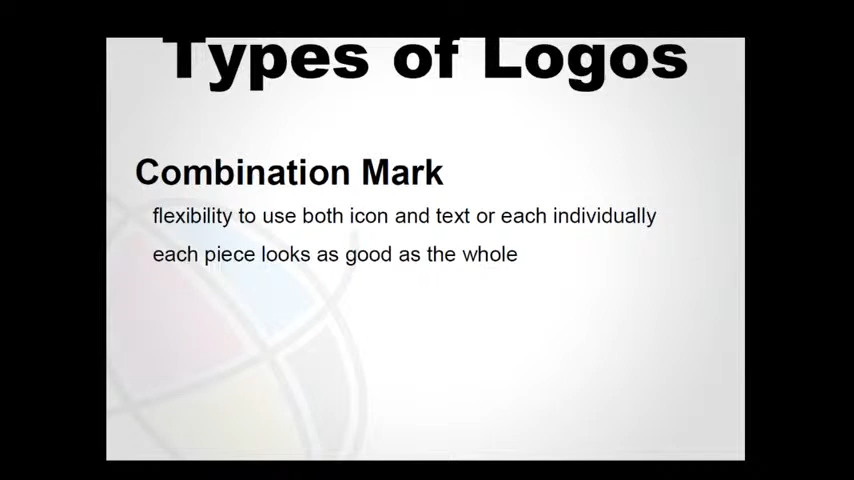 Types of Logos
Combination Mark
flexibility to use both icon and text or each individually
each piece looks as good as the whole